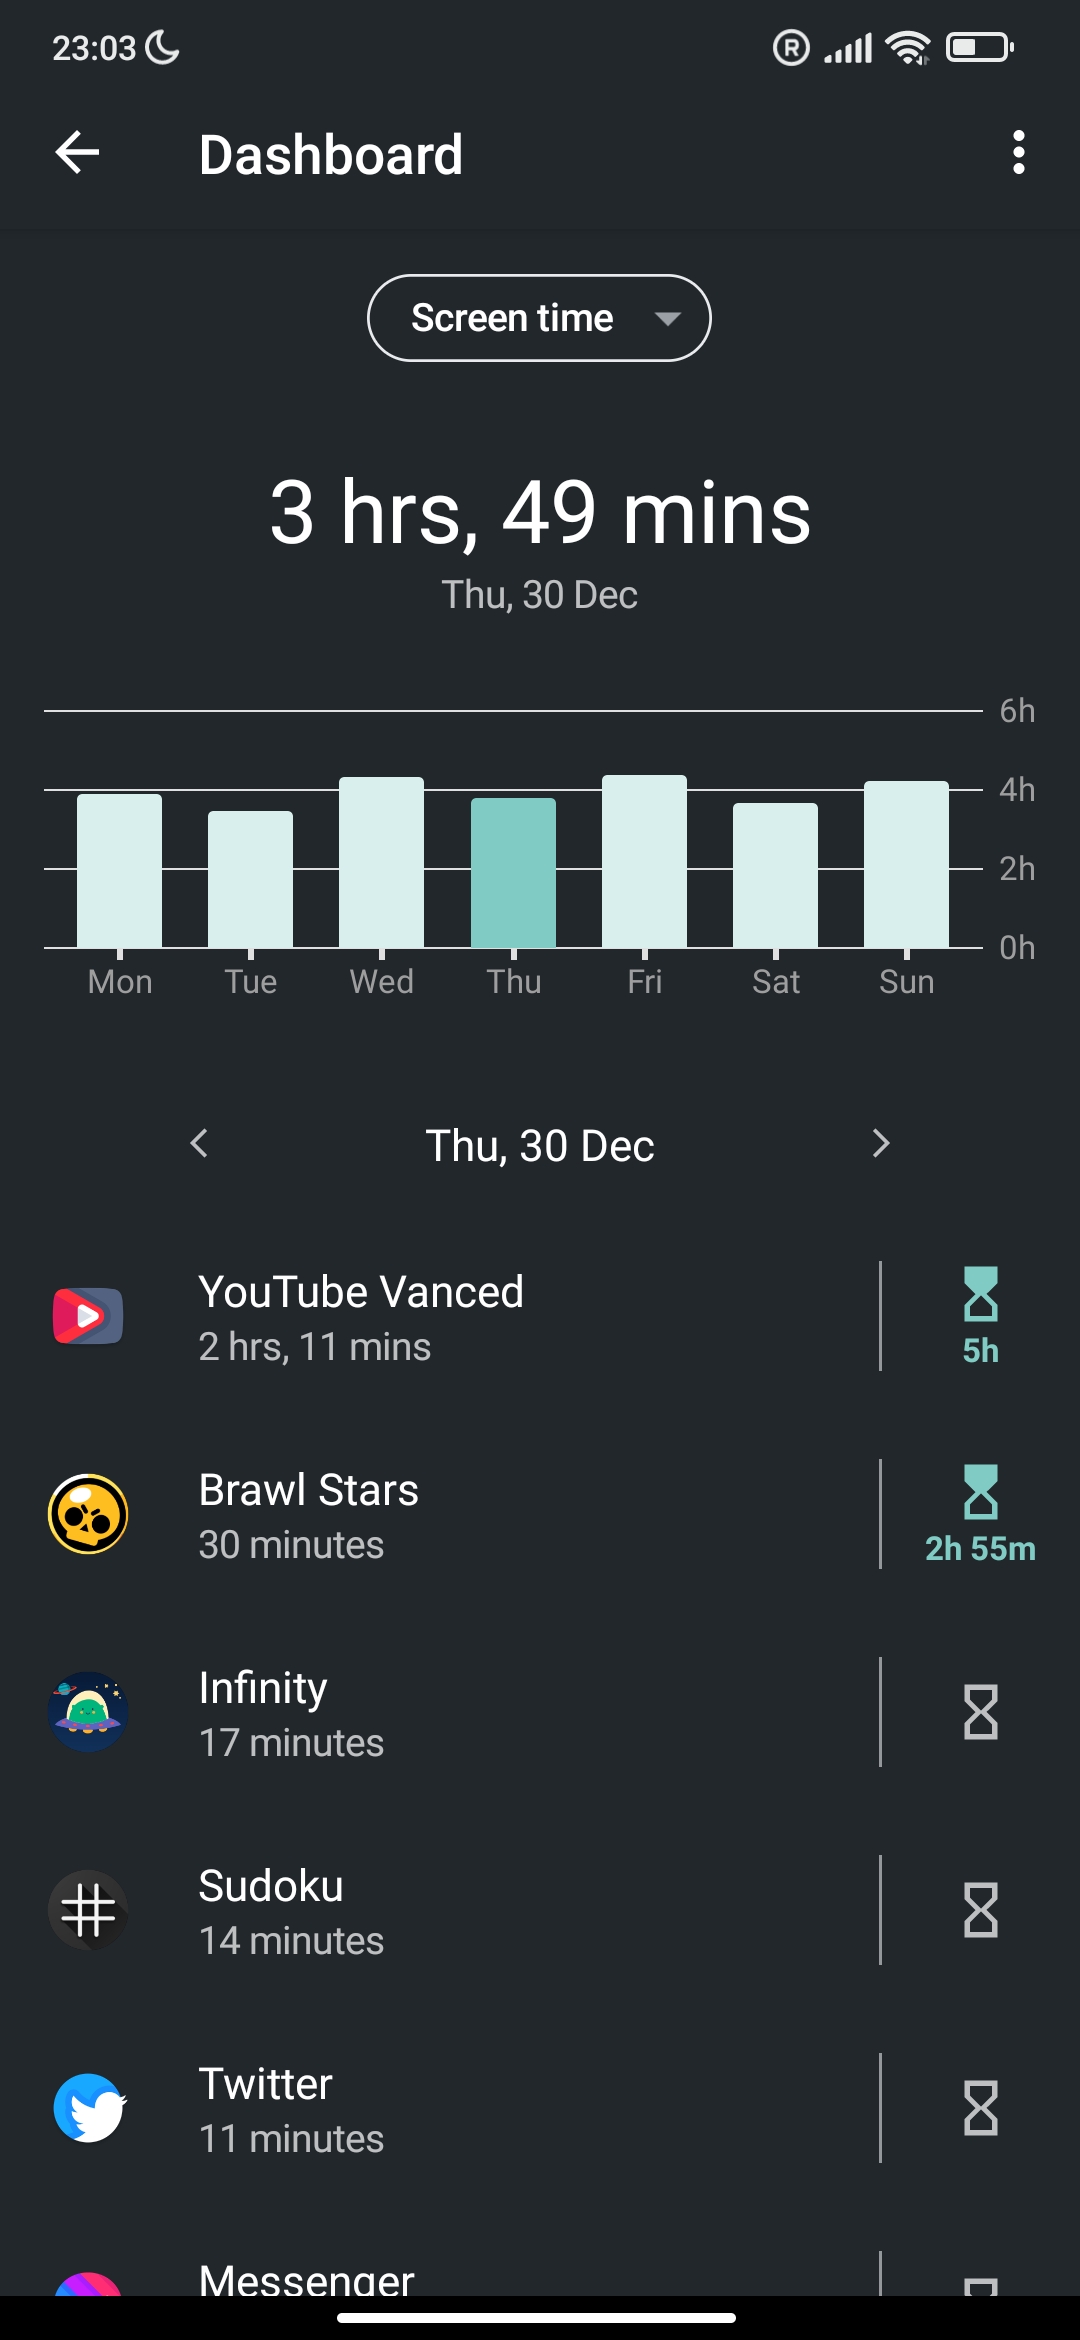 23:03
R
Dashboard
Screen time
3 hrs, 49 mins
Thu, 30 Dec
6h
4h
2h
0h
Mon Tue Wed Thu Fri Sat Sun
Thu, 30 Dec
YouTube Vanced
2 hrs, 11 mins
5h
Brawl Stars
30 minutes
2h 55m
Infinity
17 minutes
Sudoku
14 minutes
Twitter
11 minutes
Messenger